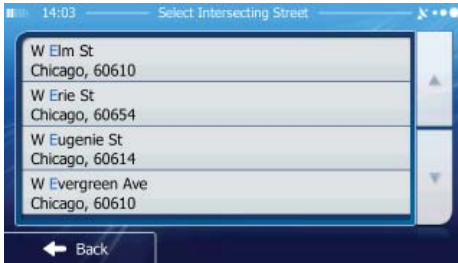 14:03 Select Intersecting Street
W Elm St
Chicago, 60610
W Erie St
Chicago, 60654
W Eugenie St
Chicago, 60614
W Evergreen Ave
Chicago, 60610
Back